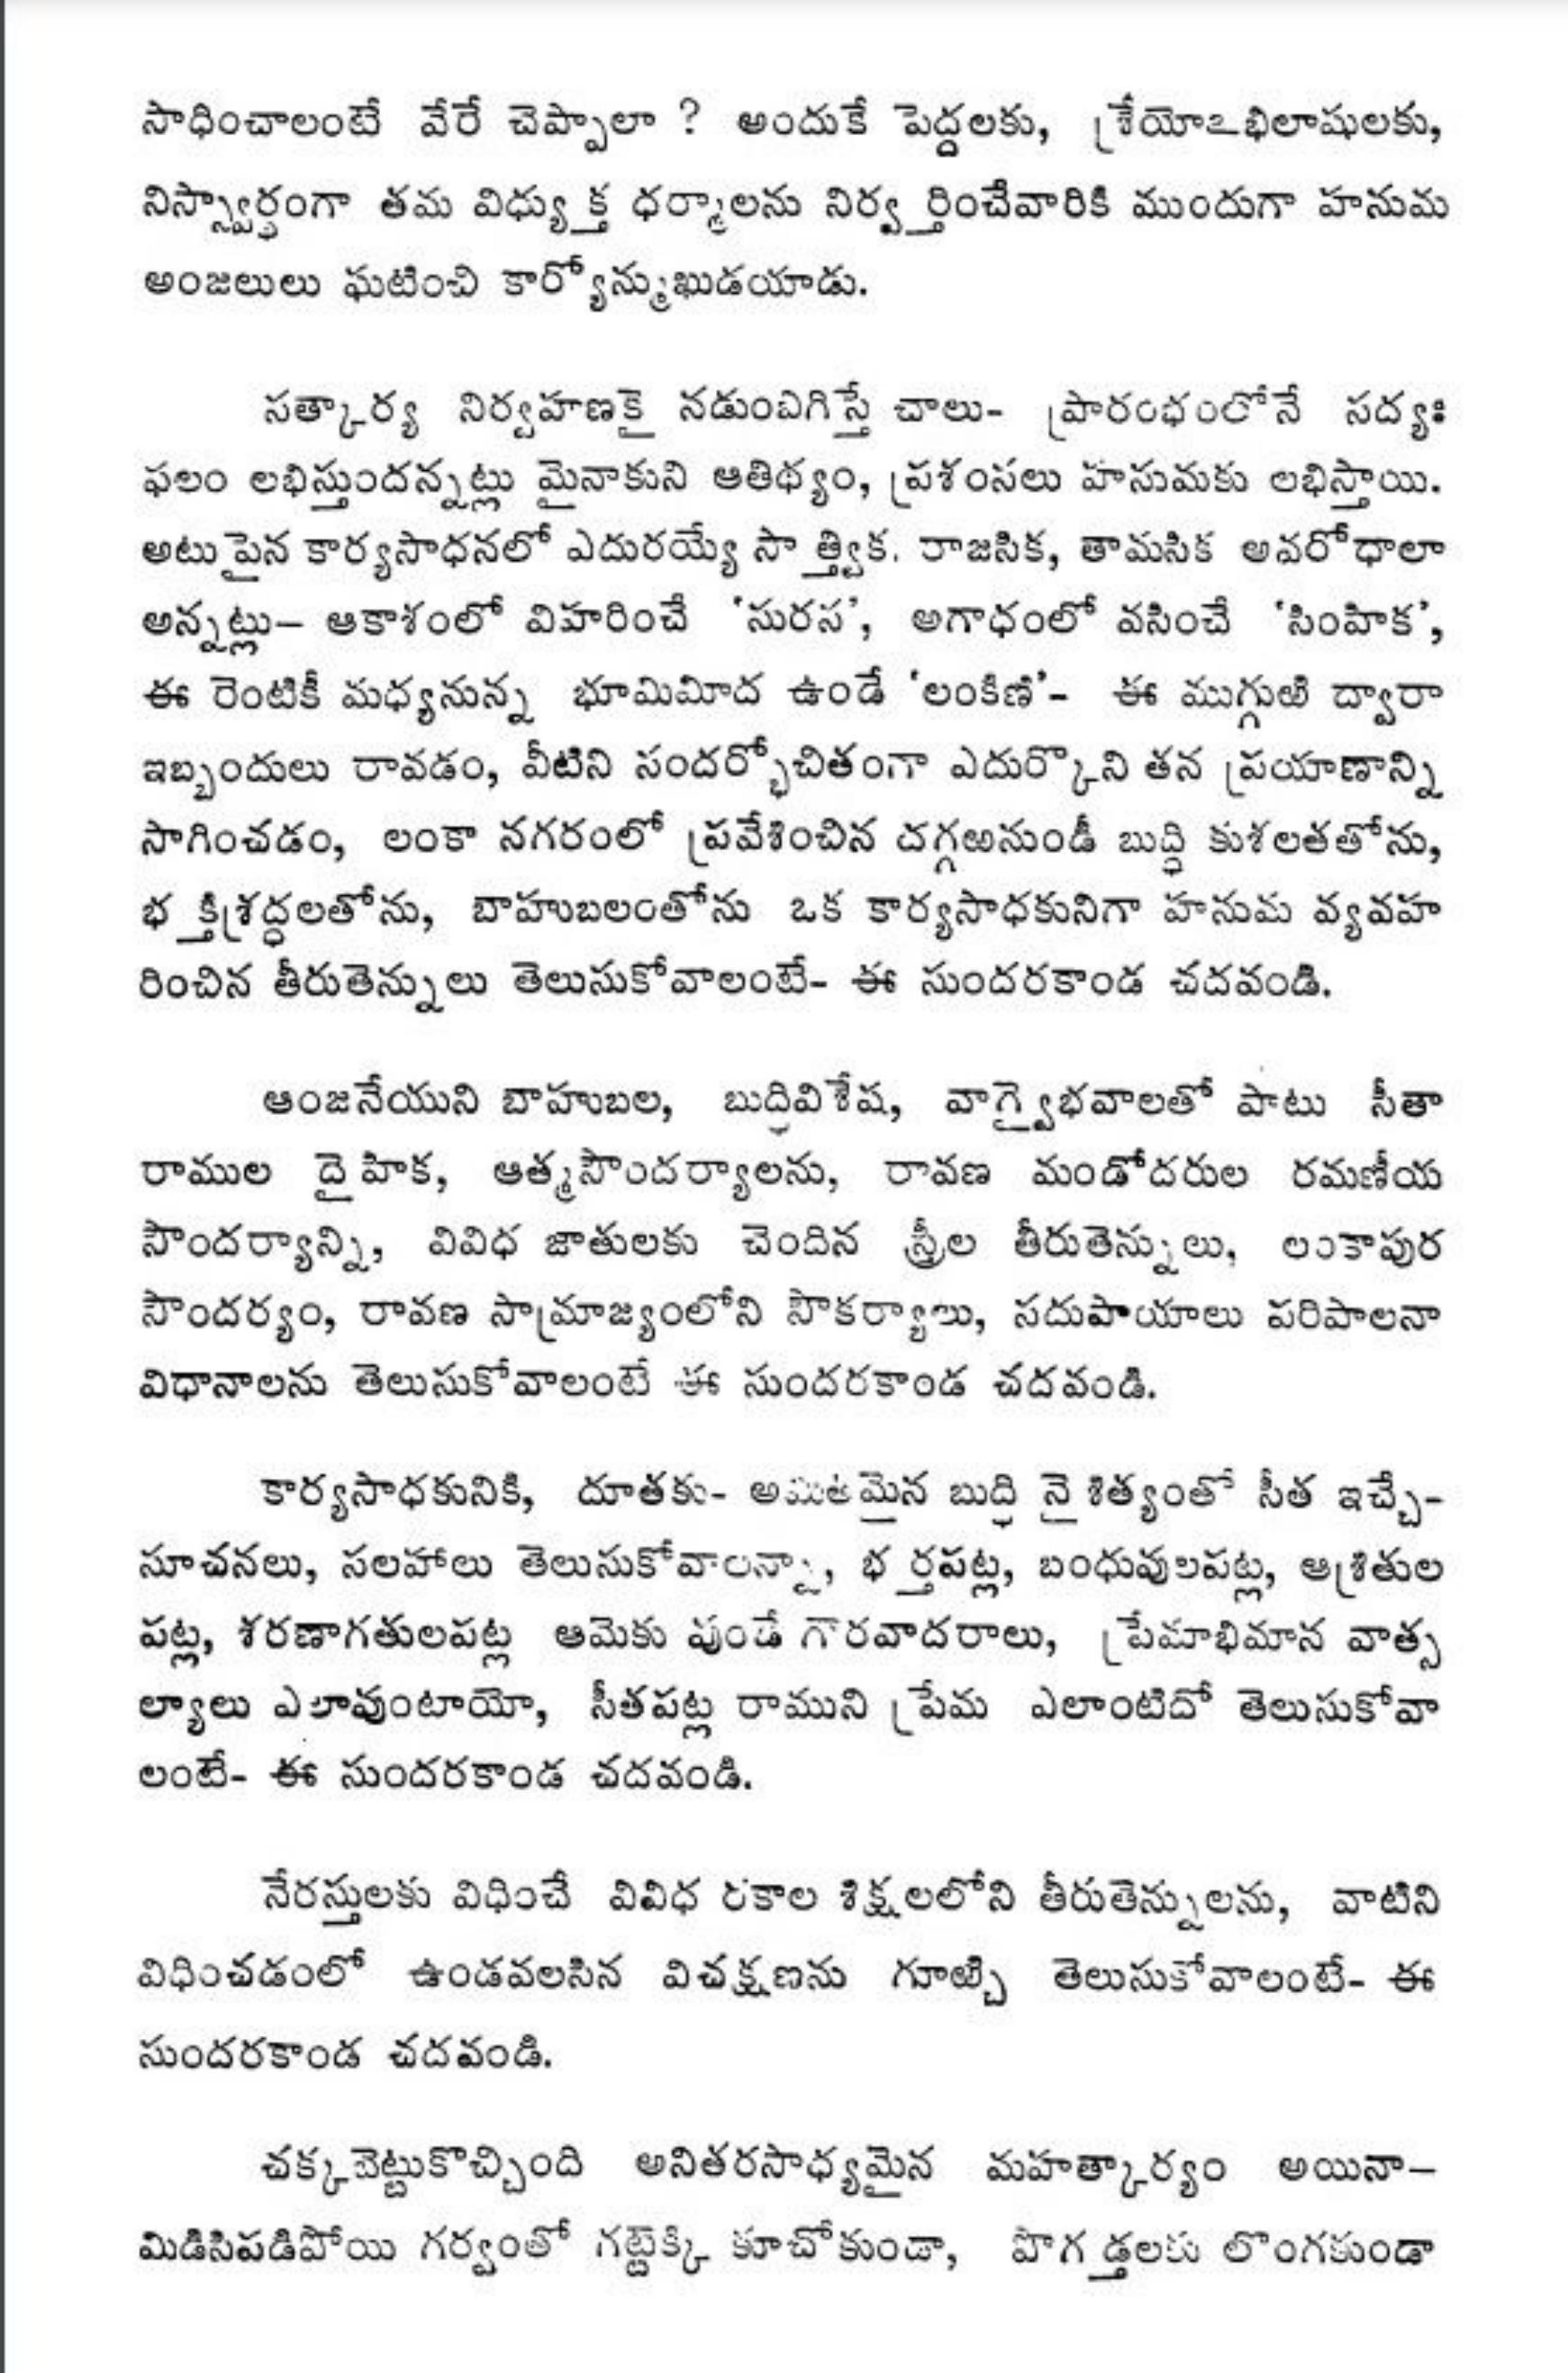 సాధించాలంటే వేరే చెప్పాలా ? అందుకే పెద్దలకు, శ్రేయోఽభిలాషులకు,
నిస్స్వార్థంగా తమ విధ్యుక్త ధర్మాలను నిర్వర్తించేవారికి ముందుగా హనుమ
అంజలులు ఘటించి కార్యోన్ముఖుడయాడు.
సత్కార్య నిర్వహణకై నడుంబిగిస్తే చాలు- ప్రారంభంలోనే సద్యః
ఫలం లభిస్తుందన్నట్లు మైనాకుని ఆతిథ్యం, ప్రశంసలు హనుమకు లభిస్తాయి.
అటుపైన కార్యసాధనలో ఎదురయ్యే సాత్త్విక. రాజసిక, తామసిక అవరోధాలా
అన్నట్లు– ఆకాశంలో విహరించే 'సురస', అగాధంలో వసించే 'సింహిక',
ఈ రెంటికీ మధ్యనున్న భూమిమీద ఉండే 'లంకిణి'- ఈ ముగ్గుఱి ద్వారా
ఇబ్బందులు రావడం, వీటిని సందర్భోచితంగా ఎదుర్కొని తన ప్రయాణాన్ని
సాగించడం, లంకా నగరంలో ప్రవేశించిన దగ్గఱనుండీ బుద్ధి కుశలతతోను,
భక్తిశ్రద్ధలతోను, బాహుబలంతోను ఒక కార్యసాధకునిగా హనుమ వ్యవహ
రించిన తీరుతెన్నులు తెలుసుకోవాలంటే- ఈ సుందరకాండ చదవండి.
ఆంజనేయుని బాహుబల, బుద్ధివిశేష, వాగ్వైభవాలతో పాటు సీతా
రాముల దైహిక, ఆత్మసౌందర్యాలను, రావణ మండోదరుల రమణీయ
సౌందర్యాన్ని, వివిధ జాతులకు చెందిన స్త్రీల తీరుతెన్నులు, లంకాపుర
సౌందర్యం, రావణ సామ్రాజ్యంలోని సౌకర్యాలు, సదుపాయాలు పరిపాలనా
విధానాలను తెలుసుకోవాలంటే ఈ సుందరకాండ చదవండి.
కార్యసాధకునికి, దూతకు- అమితమైన బుద్ధి నైశిత్యంతో సీత ఇచ్చే-
సూచనలు, సలహాలు తెలుసుకోవాలన్నా, భర్తపట్ల, బంధువులపట్ల, ఆశ్రితుల
పట్ల, శరణాగతులపట్ల ఆమెకు వుండే గౌరవాదరాలు, ప్రేమాభిమాన వాత్స
ల్యాలు ఎలావుంటాయో, సీతపట్ల రాముని ప్రేమ ఎలాంటిదో తెలుసుకోవా
లంటే- ఈ సుందరకాండ చదవండి.
నేరస్తులకు విధించే వివిధ రకాల శిక్షలలోని తీరుతెన్నులను, వాటిని
విధించడంలో ఉండవలసిన విచక్షణను గూఱ్చి తెలుసుకోవాలంటే- ఈ
సుందరకాండ చదవండి.
చక్కబెట్టుకొచ్చింది అనితరసాధ్యమైన మహత్కార్యం అయినా–
మిడిసిపడిపోయి గర్వంతో గట్టెక్కి కూచోకుండా, పొగడ్తలకు లొంగకుండా